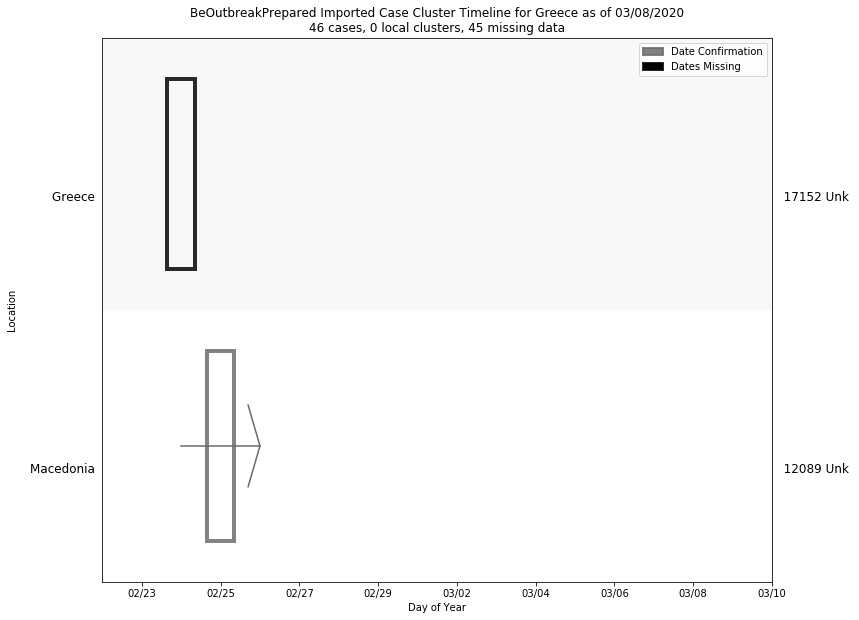 BeOutbreakPrepared Imported Case Cluster Timeline for Greece as of 03/08/2020
46 cases, 0 local clusters, 45 missing data
Date Confirmation
Dates Missing
Greece
17152 Unk
Location
Macedonia
12089 Unk
02/23 02/25 02/27 02/29 03/02 03/04 03/06 03/08 03/10
Day of Year